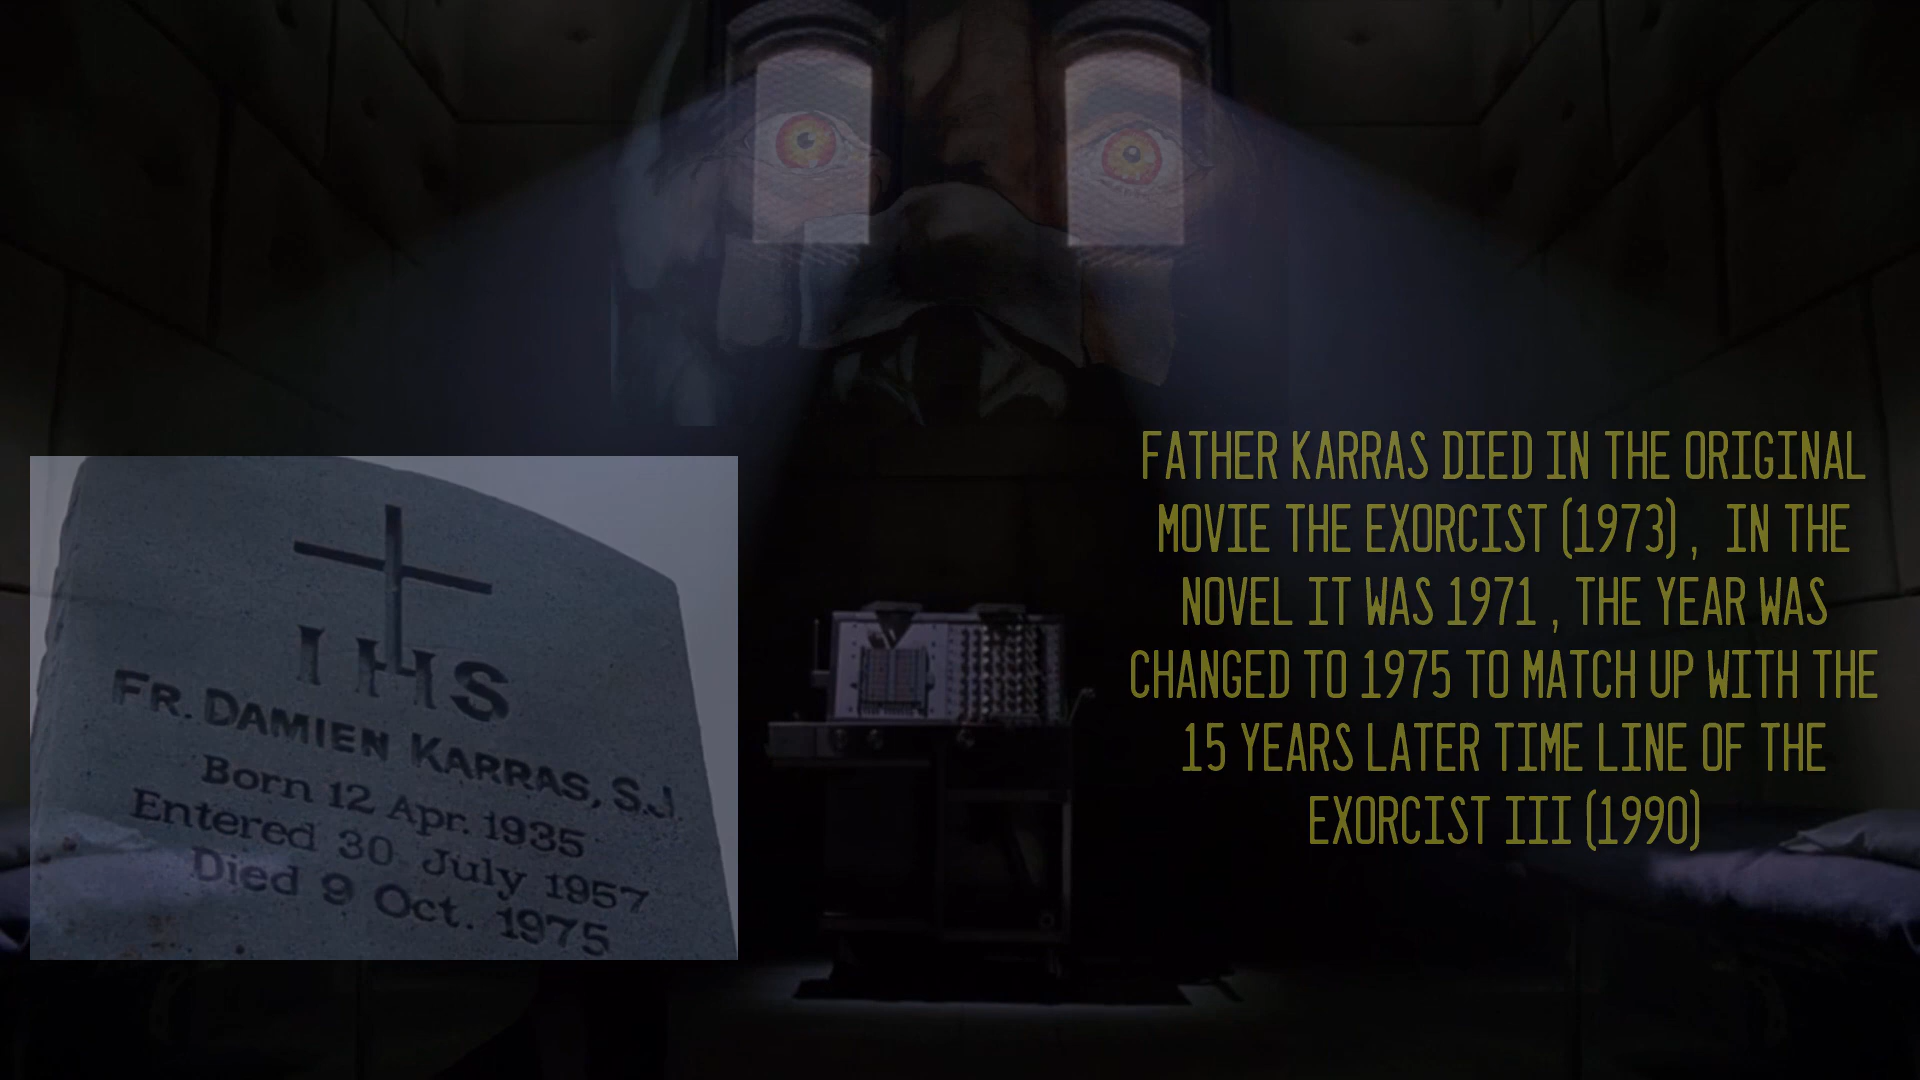 IHS
FR. DAMIEN KARRAS, S.J.
Born 12 Apr. 1935
Entered 30 July 1957
Died 9 Oct. 1975
FATHER KARRAS DIED IN THE ORIGINAL
MOVIE THE EXORCIST (1973) , IN THE
NOVEL IT WAS 1971 , THE YEAR WAS
CHANGED TO 1975 TO MATCH UP WITH THE
15 YEARS LATER TIME LINE OF THE
EXORCIST III (1990)